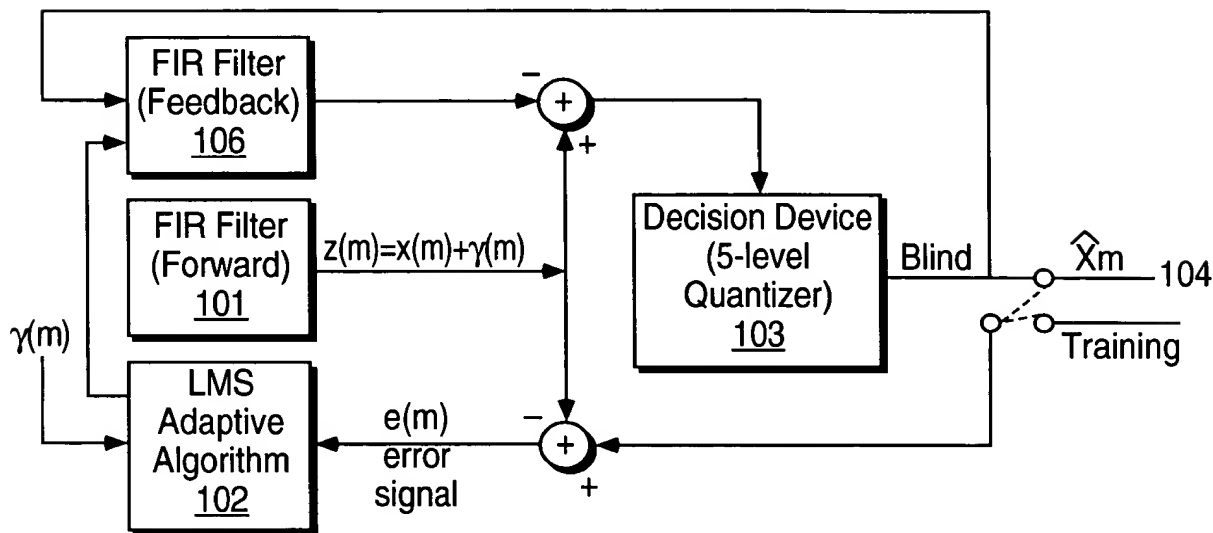 FIR Filter
(Feedback)
106
−
+
+
FIR Filter
(Forward)
101
z(m)=x(m)+γ(m)
Decision Device
(5-level
Quantizer)
103
Blind
X̂m
104
Training
γ(m)
LMS
Adaptive
Algorithm
102
e(m)
error
signal
−
+
+